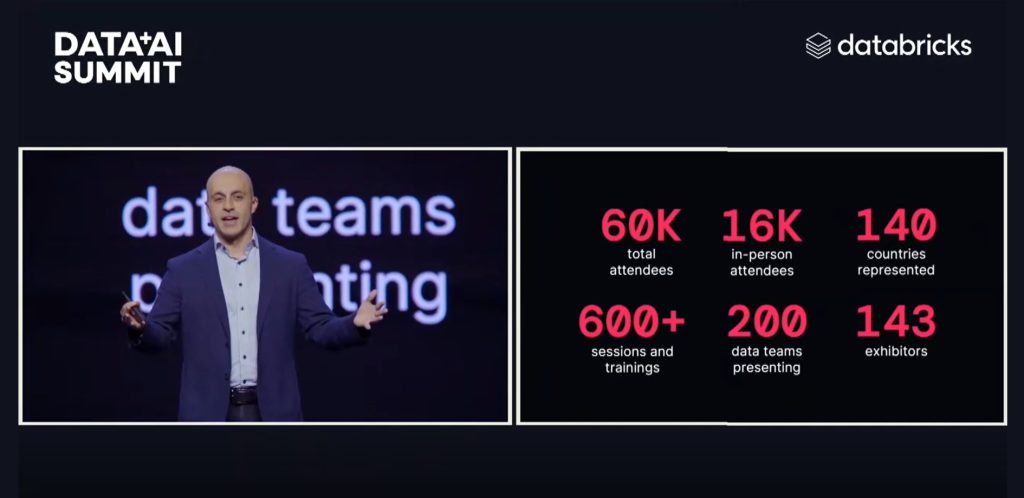 DATA+AI
SUMMIT
databricks
data teams
p nting
60K
total
attendees
16K
in-person
attendees
140
countries
represented
600+
sessions and
trainings
200
data teams
presenting
143
exhibitors